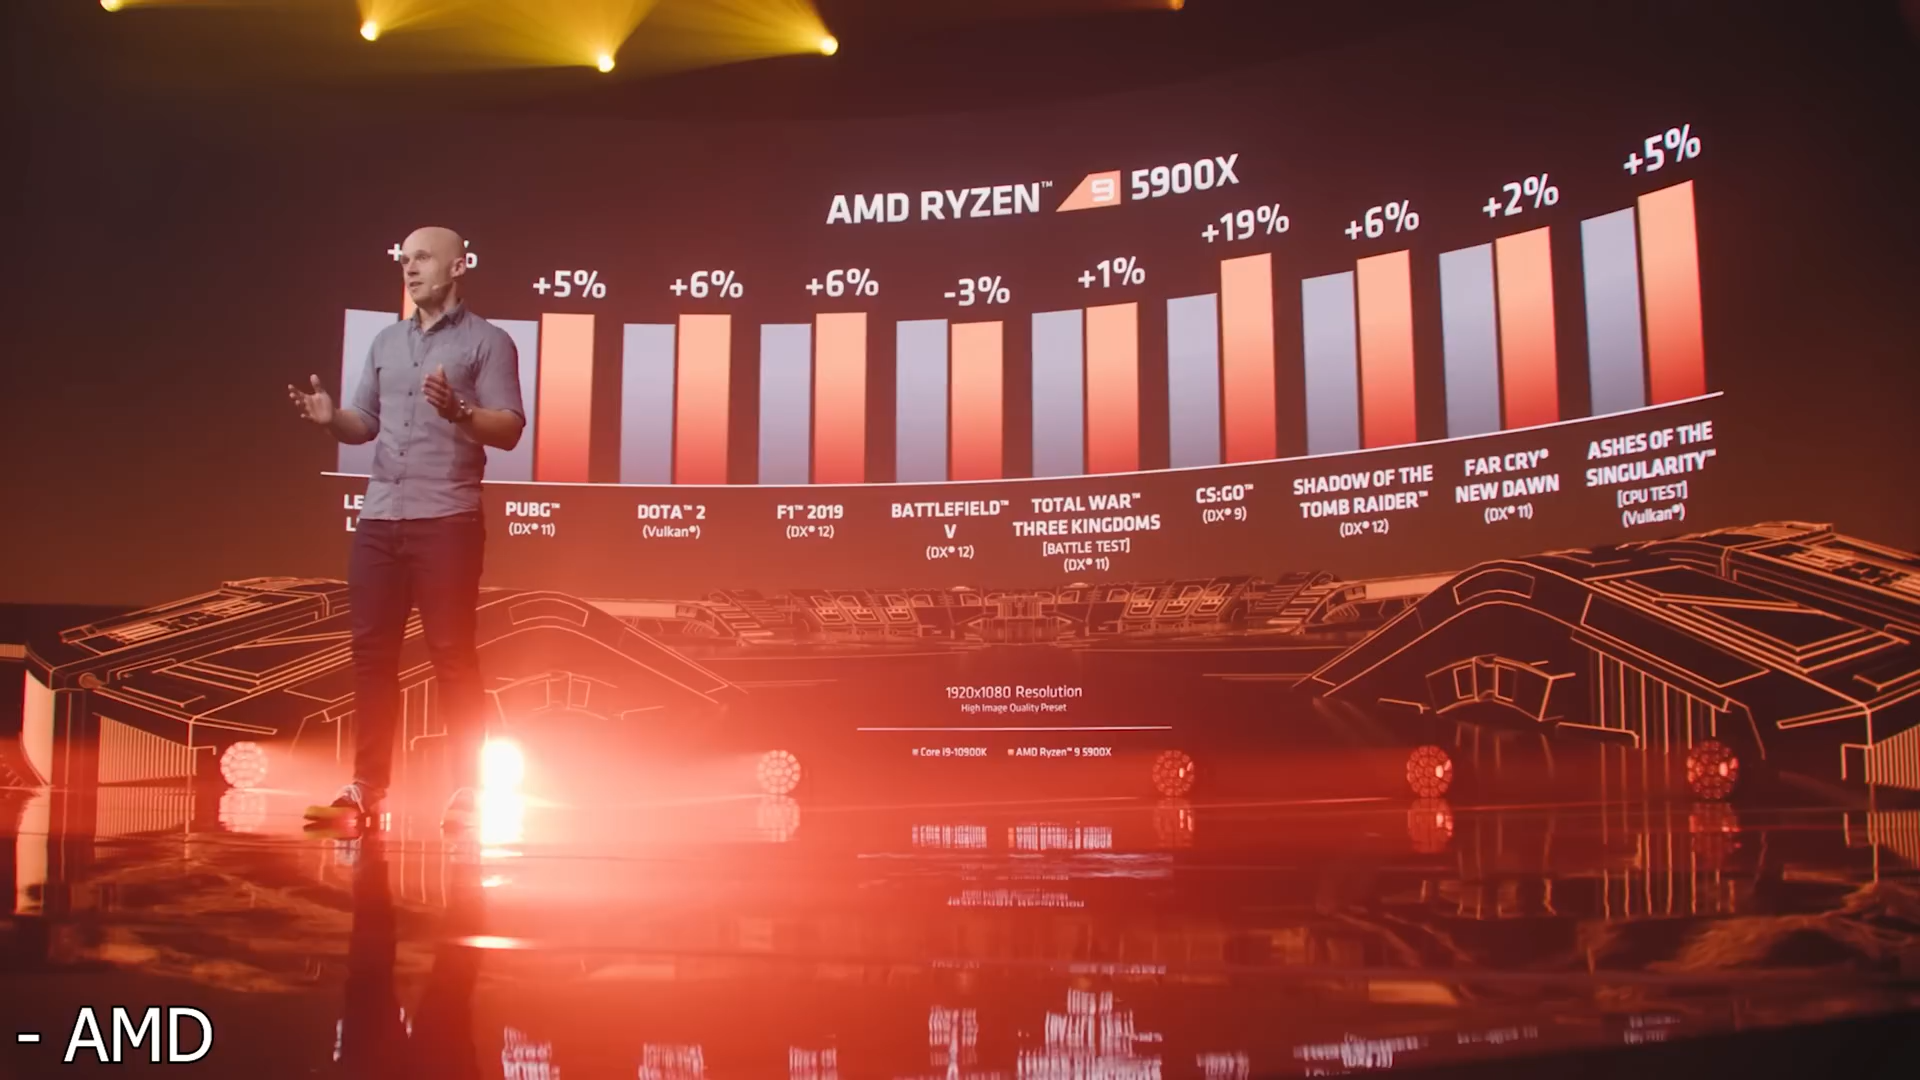 AMD RYZEN™ 9 5900X
+5%
+6%
+6%
-3%
+1%
+19%
+6%
+2%
+5%
PUBG™
(DX® 11)
DOTA™ 2
(Vulkan®)
F1™ 2019
(DX® 12)
BATTLEFIELD™
V
(DX® 12)
TOTAL WAR™
THREE KINGDOMS
[BATTLE TEST]
(DX® 11)
CS:GO™
(DX® 9)
SHADOW OF THE
TOMB RAIDER™
(DX® 12)
FAR CRY®
NEW DAWN
(DX® 11)
ASHES OF THE
SINGULARITY™
[CPU TEST]
(Vulkan®)
1920x1080 Resolution
High Image Quality Preset
Core i9-10900K
AMD Ryzen™ 9 5900X
- AMD